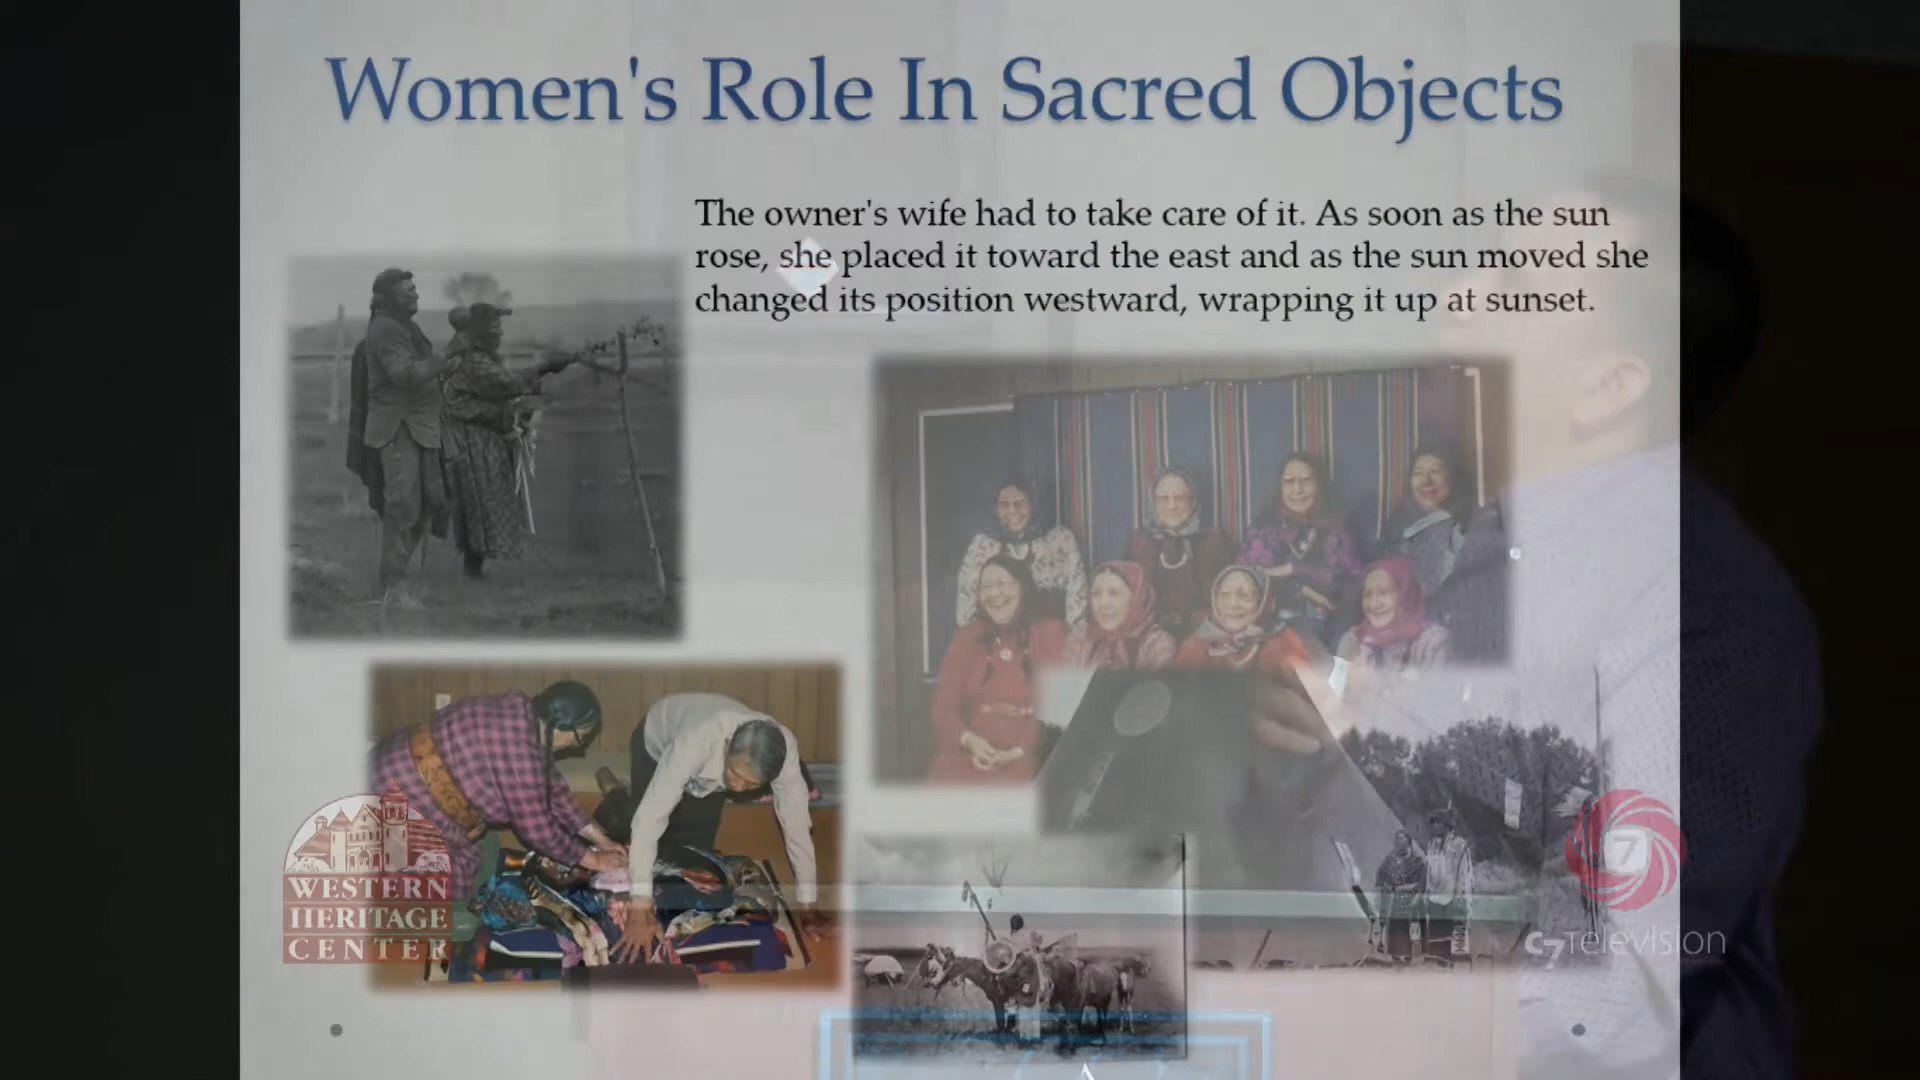 Women's Role In Sacred Objects
The owner's wife had to take care of it. As soon as the sun
rose, she placed it toward the east and as the sun moved she
changed its position westward, wrapping it up at sunset.
WESTERN
HERITAGE
CENTER
7
C7TELEVISION